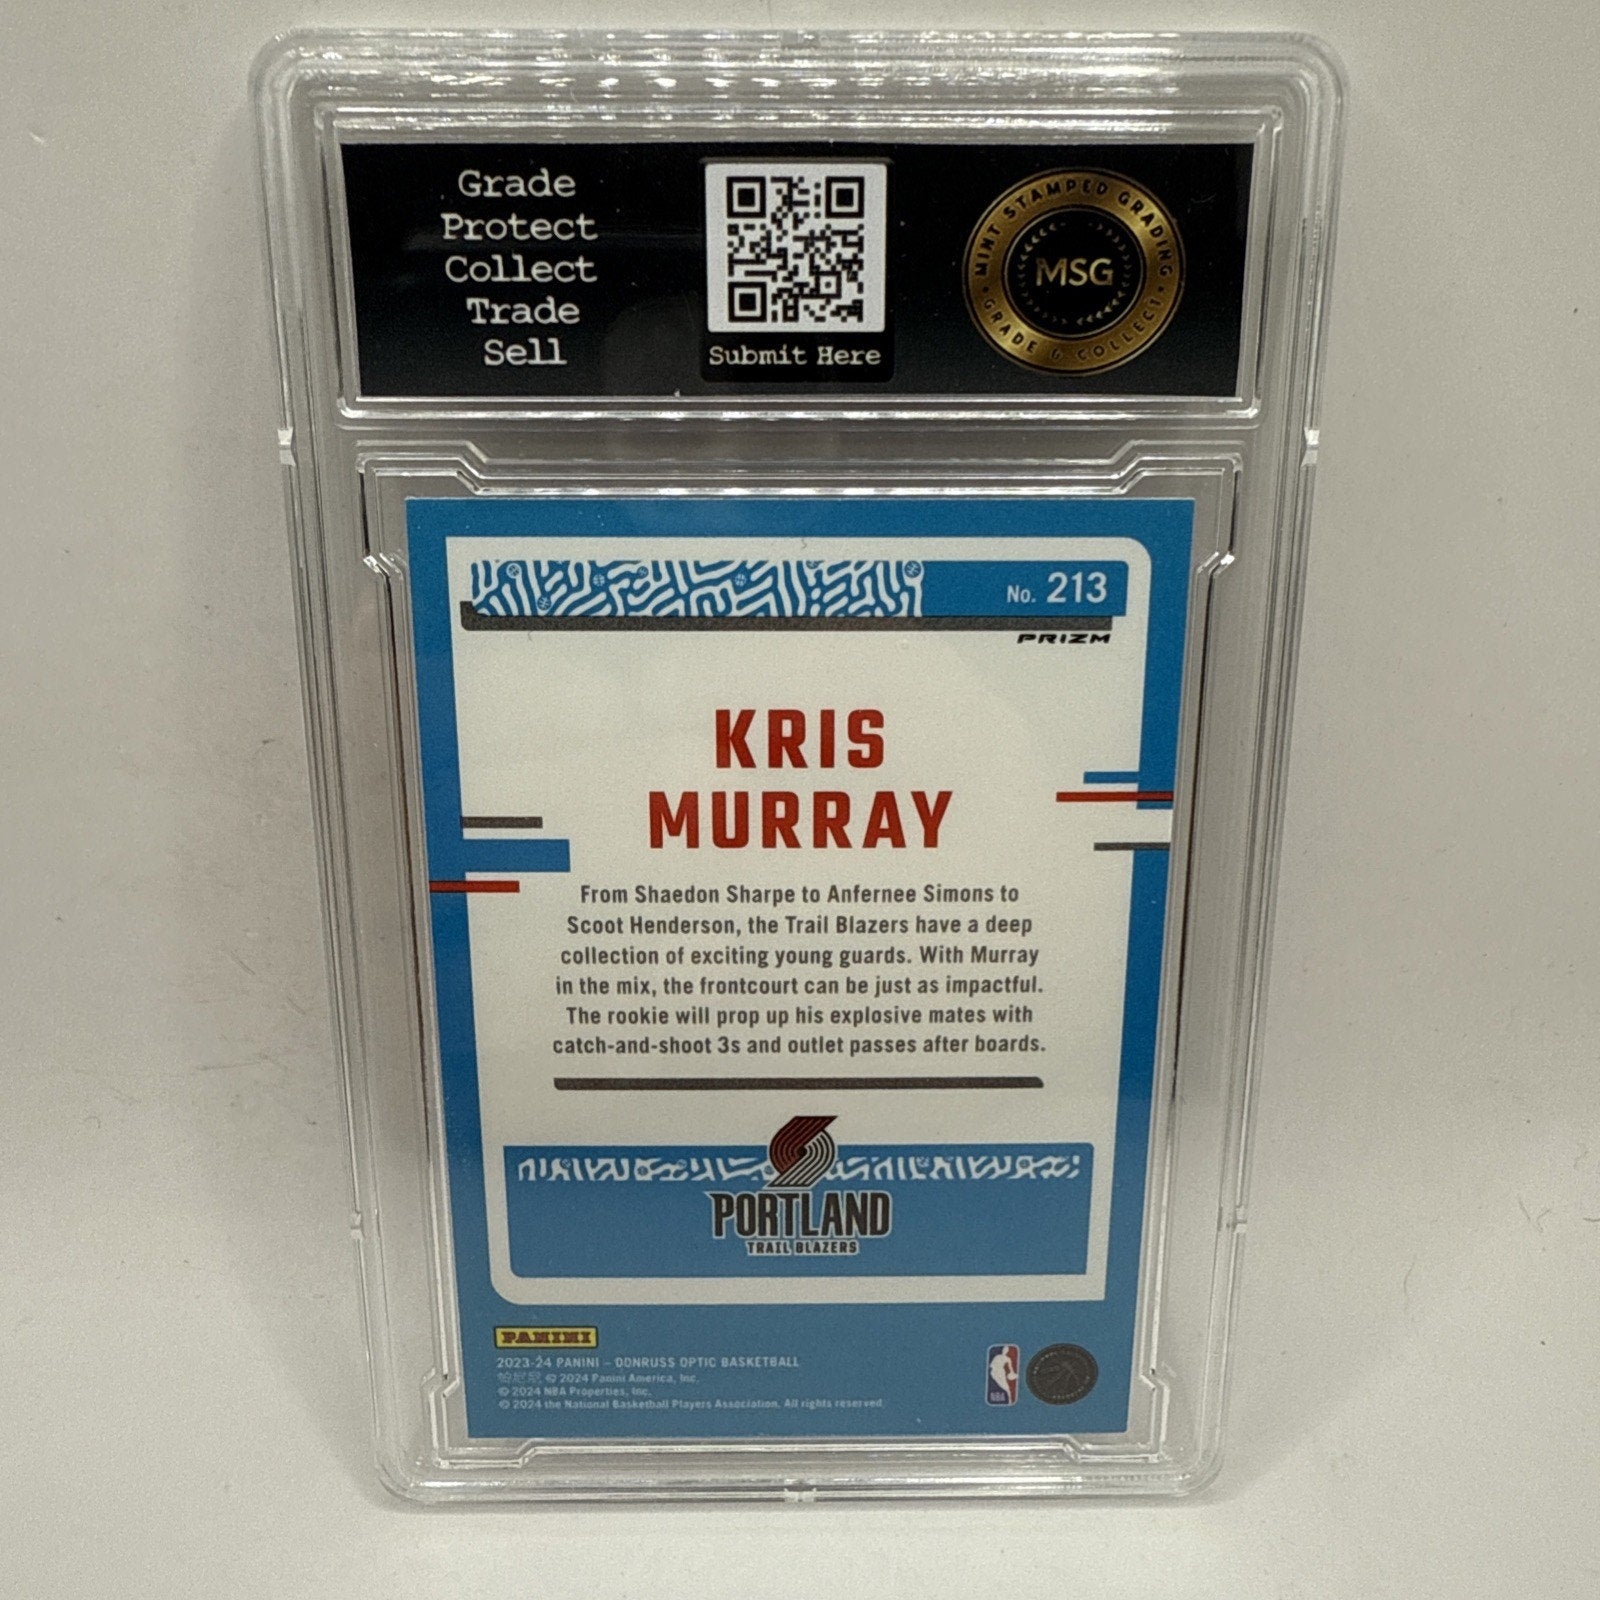 Grade
Protect
Collect
Trade
Sell
Submit Here
MINT STAMPED GRADING
MSG
GRADE & COLLECT
No. 213
PRIZM
KRIS
MURRAY
From Shaedon Sharpe to Anfernee Simons to
Scoot Henderson, the Trail Blazers have a deep
collection of exciting young guards. With Murray
in the mix, the frontcourt can be just as impactful.
The rookie will prop up his explosive mates with
catch-and-shoot 3s and outlet passes after boards.
PORTLAND
TRAIL BLAZERS
PANINI
2023-24 PANINI – DONRUSS OPTIC BASKETBALL
帕尼尼 © 2024 Panini America, Inc.
© 2024 NBA Properties, Inc.
© 2024 the National Basketball Players Association. All rights reserved
NBA